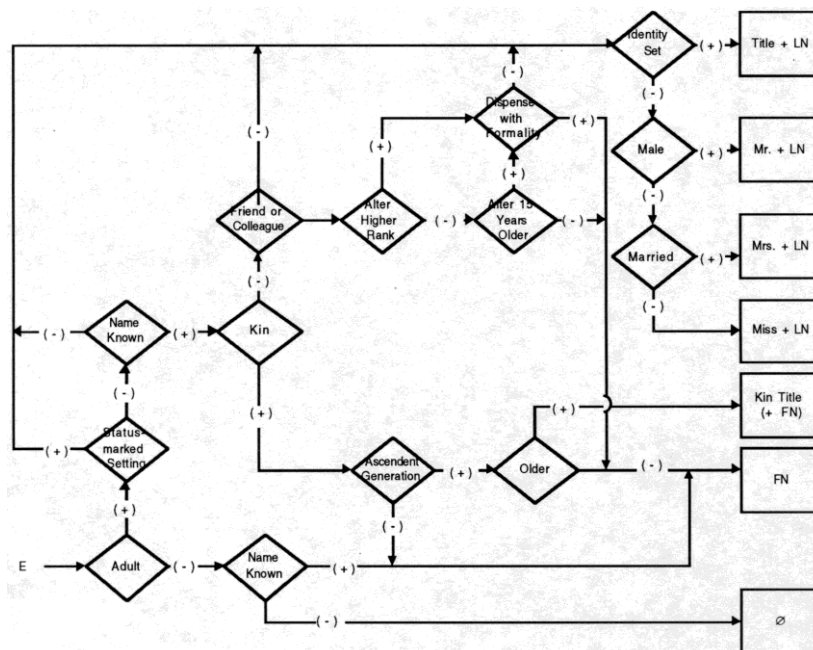 Identity
Set
(+)
Title + LN
(-)
(-)
(-)
Dispense
with
Formality
(+)
(+)
Male
(+)
Mr. + LN
(-)
(+)
Friend or
Colleague
Alter
Higher
Rank
(-)
Alter 15
Years
Older
(-)
Married
(+)
Mrs. + LN
(-)
(-)
Name
Known
(-)
(+)
Kin
Miss + LN
(-)
(+)
Kin Title
(+ FN)
(+)
Status-
marked
Setting
(+)
Ascendent
Generation
(+)
Older
(-)
FN
(+)
(-)
E
Adult
(-)
Name
Known
(+)
(-)
Ø